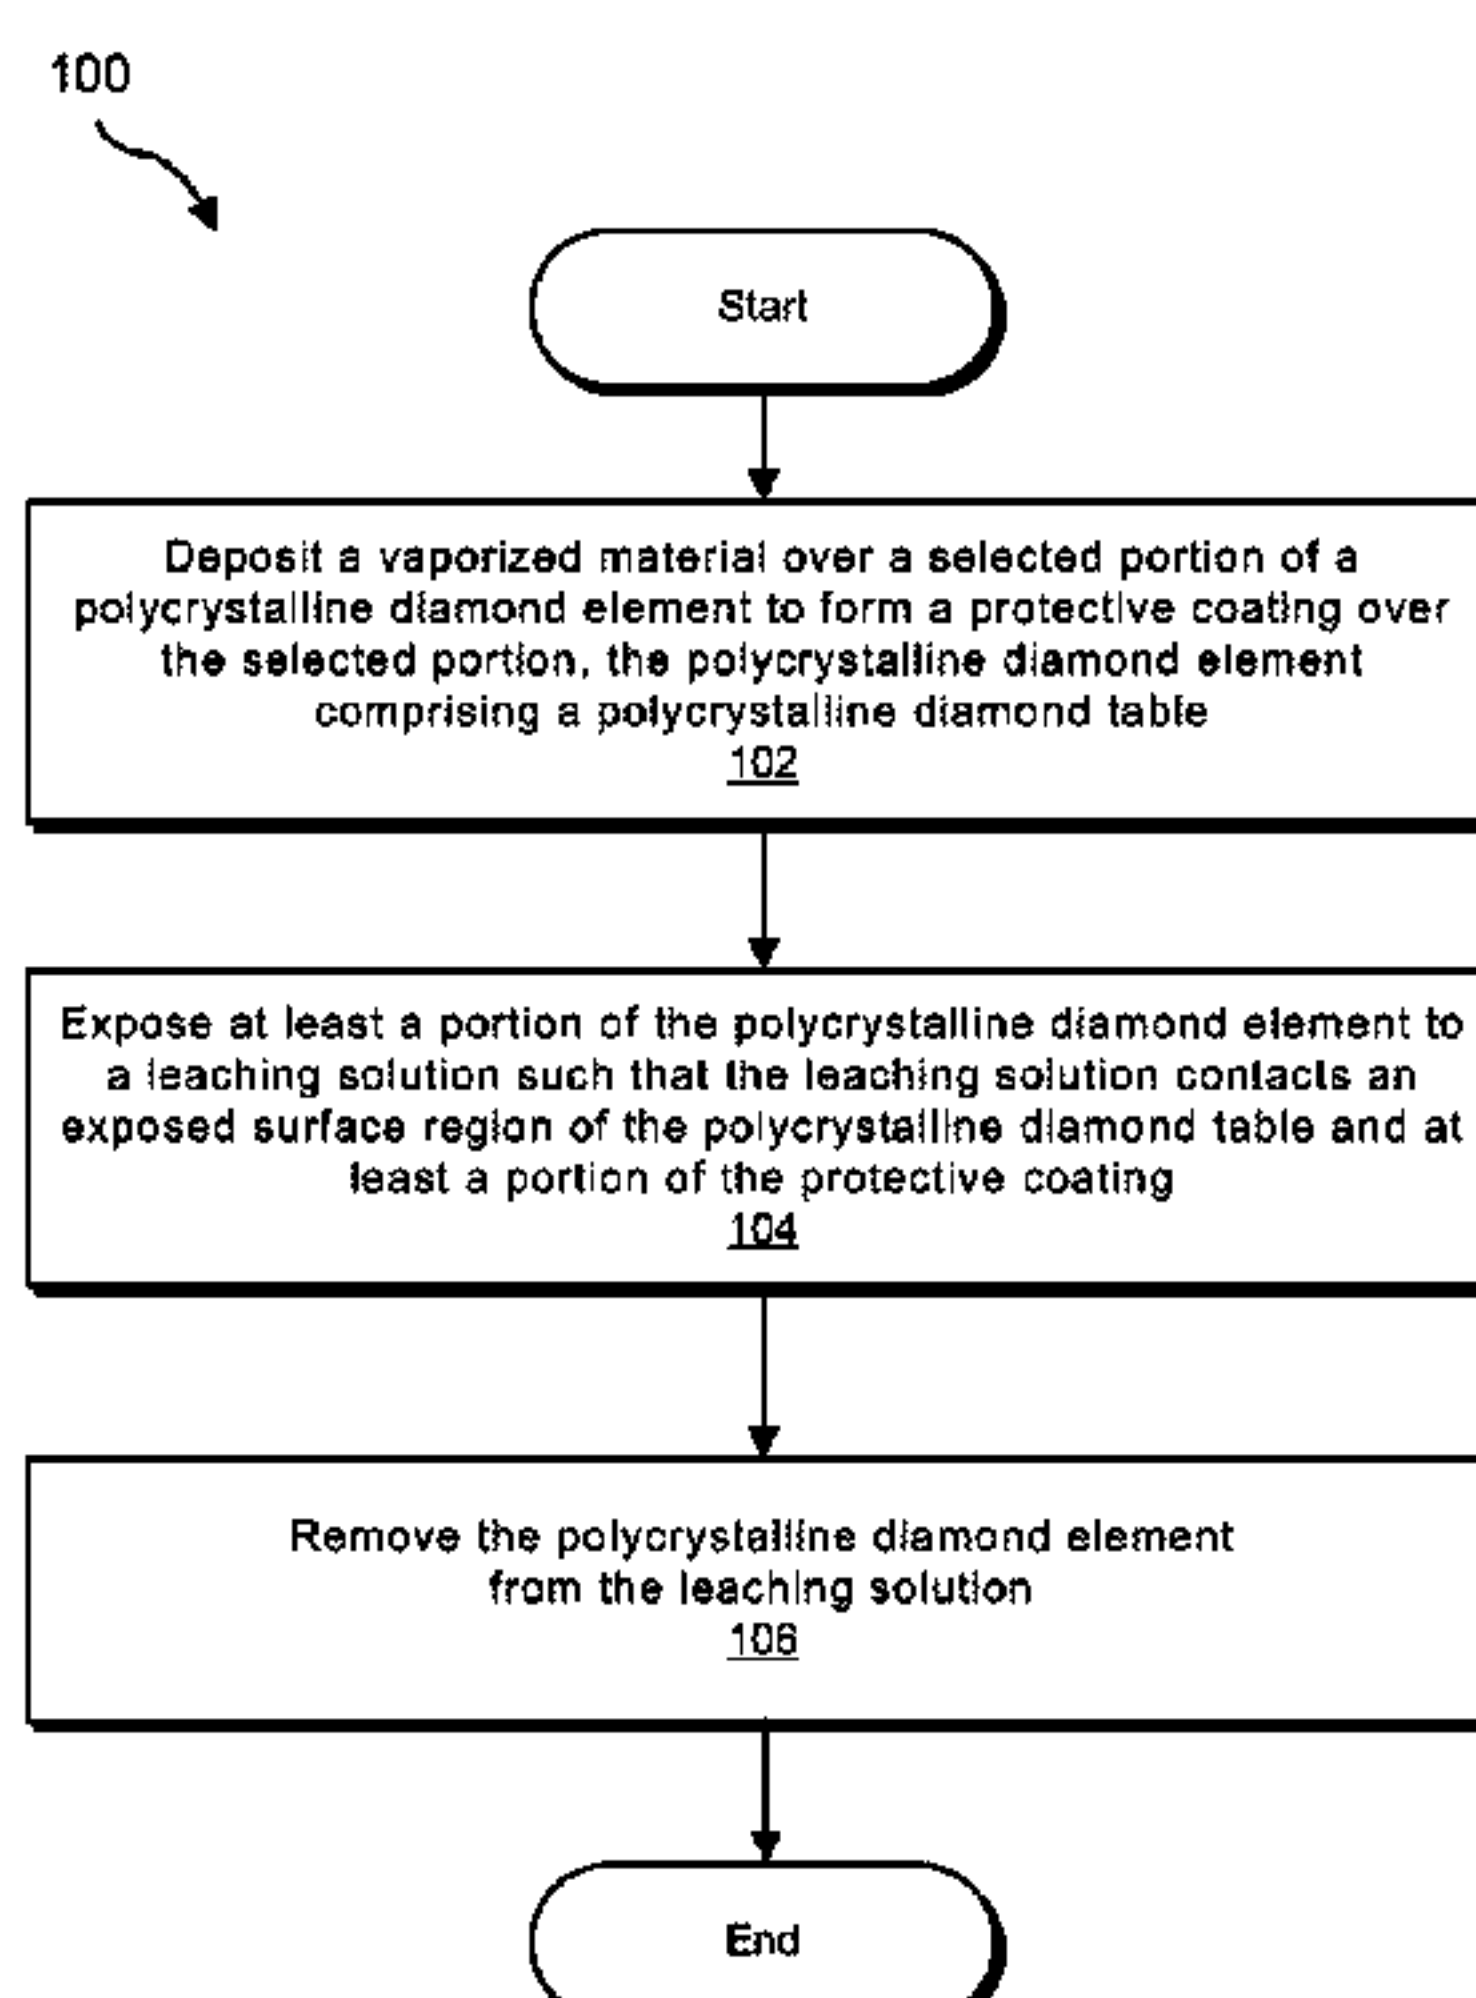 100
Start
Deposit a vaporized material over a selected portion of a
polycrystalline diamond element to form a protective coating over
the selected portion, the polycrystalline diamond element
comprising a polycrystalline diamond table
102
Expose at least a portion of the polycrystalline diamond element to
a leaching solution such that the leaching solution contacts an
exposed surface region of the polycrystalline diamond table and at
least a portion of the protective coating
104
Remove the polycrystalline diamond element
from the leaching solution
106
End